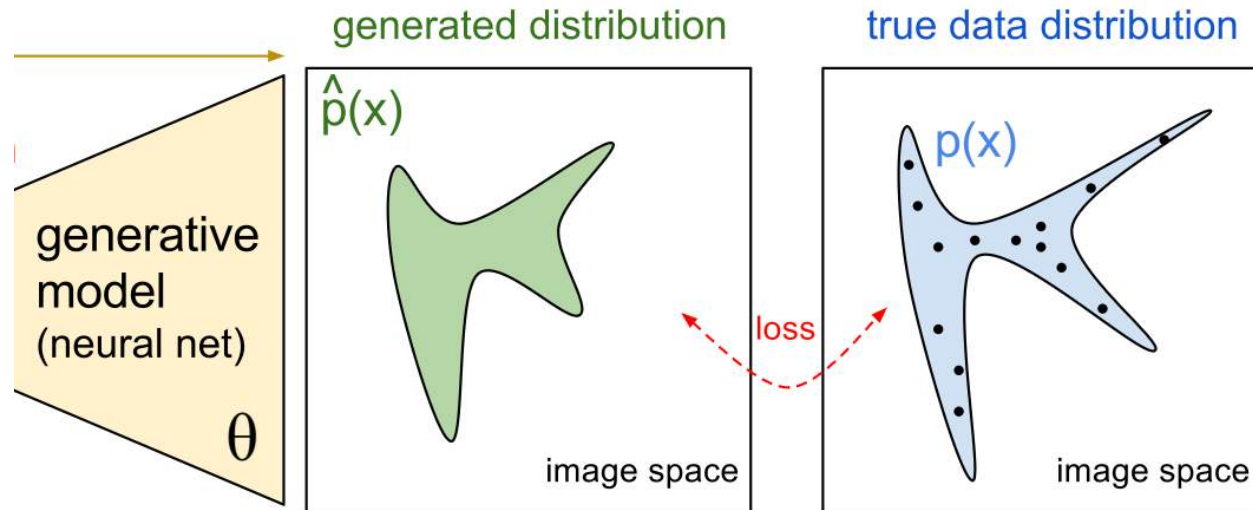 generated distribution
true data distribution
p̂(x)
p(x)
generative
model
(neural net)
θ
loss
image space
image space